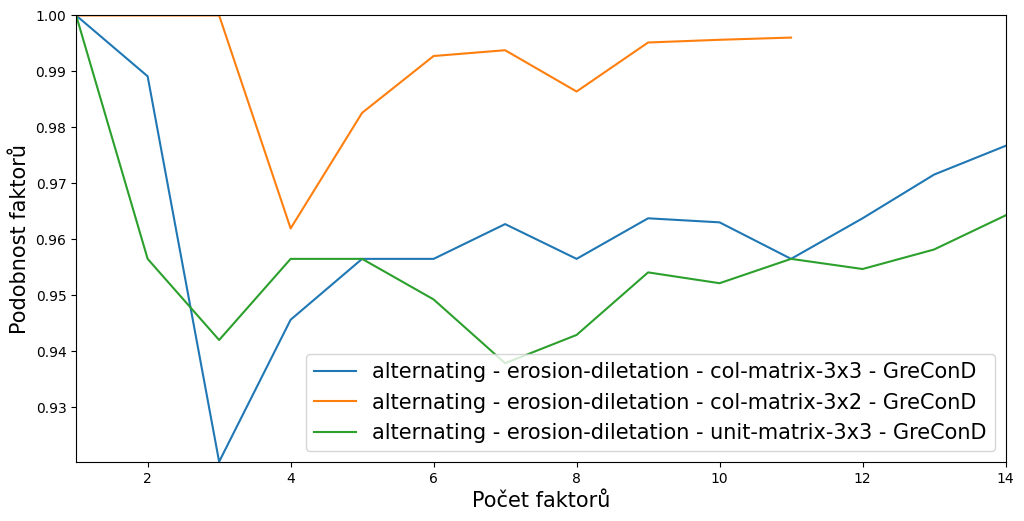 1.00
0.99
0.98
0.97
0.96
0.95
0.94
0.93
Podobnost faktorů
alternating - erosion-diletation - col-matrix-3x3 - GreConD
alternating - erosion-diletation - col-matrix-3x2 - GreConD
alternating - erosion-diletation - unit-matrix-3x3 - GreConD
2 4 6 8 10 12 14
Počet faktorů